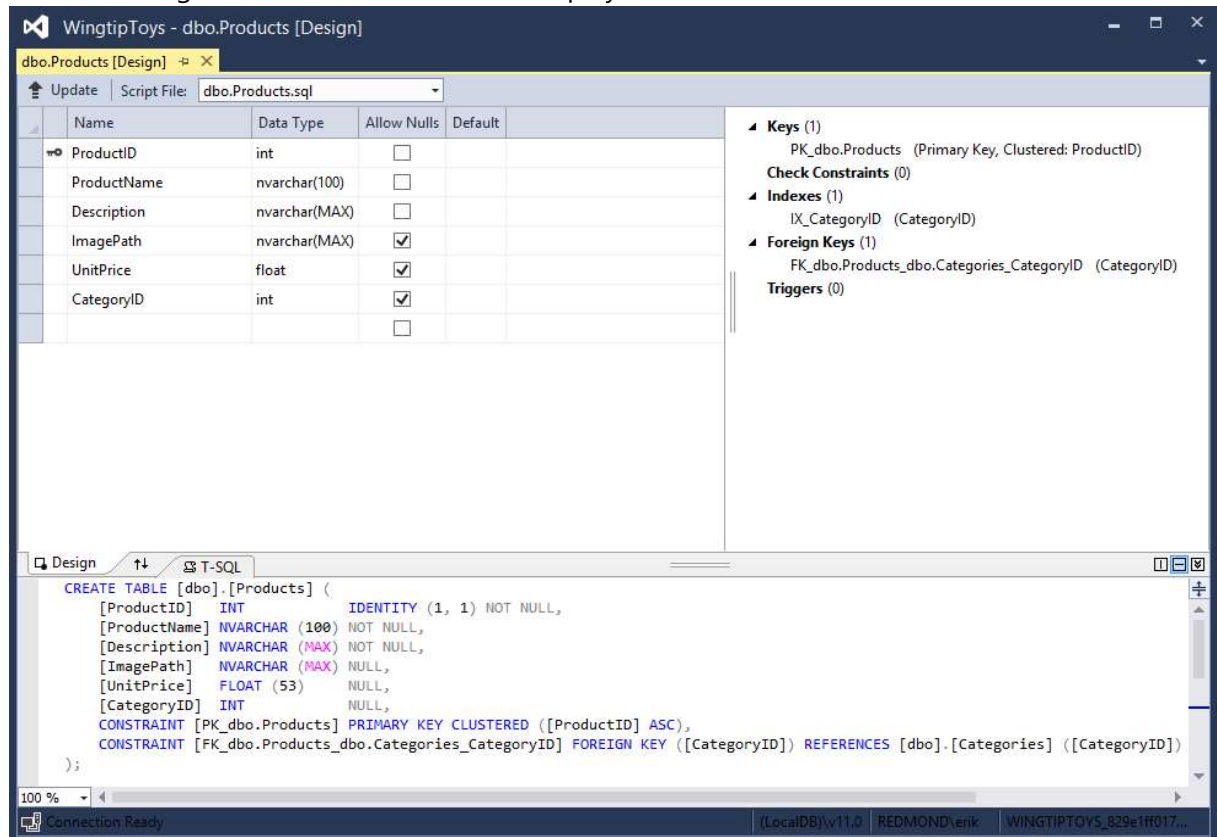 WingtipToys - dbo.Products [Design]
dbo.Products [Design]
Update Script File: dbo.Products.sql
Name Data Type Allow Nulls Default
ProductID int
ProductName nvarchar(100)
Description nvarchar(MAX)
ImagePath nvarchar(MAX)
UnitPrice float
CategoryID int
Keys (1)
PK_dbo.Products (Primary Key, Clustered: ProductID)
Check Constraints (0)
Indexes (1)
IX_CategoryID (CategoryID)
Foreign Keys (1)
FK_dbo.Products_dbo.Categories_CategoryID (CategoryID)
Triggers (0)
Design T-SQL
CREATE TABLE [dbo].[Products] (
[ProductID] INT IDENTITY (1, 1) NOT NULL,
[ProductName] NVARCHAR (100) NOT NULL,
[Description] NVARCHAR (MAX) NOT NULL,
[ImagePath] NVARCHAR (MAX) NULL,
[UnitPrice] FLOAT (53) NULL,
[CategoryID] INT NULL,
CONSTRAINT [PK_dbo.Products] PRIMARY KEY CLUSTERED ([ProductID] ASC),
CONSTRAINT [FK_dbo.Products_dbo.Categories_CategoryID] FOREIGN KEY ([CategoryID]) REFERENCES [dbo].[Categories] ([CategoryID])
);
100 %
Connection Ready (LocalDB)\v11.0 REDMOND\erik WINGTIPTOYS_829e1ff017...